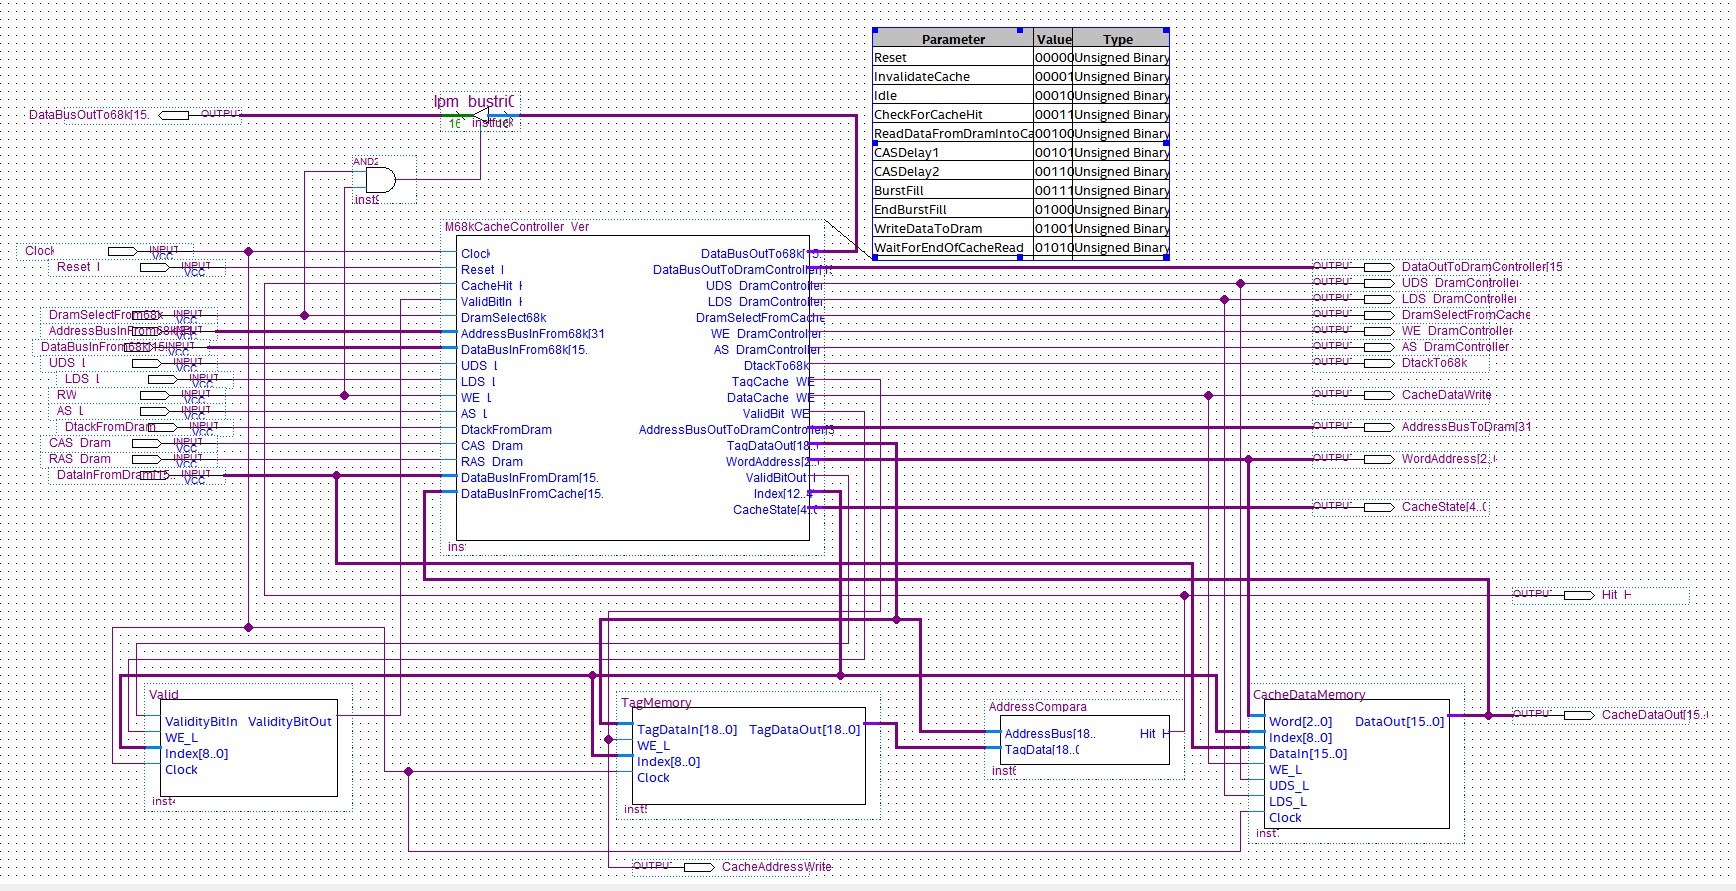 Parameter Value Type
Reset 00000 Unsigned Binary
InvalidateCache 00001 Unsigned Binary
Idle 00010 Unsigned Binary
CheckForCacheHit 00011 Unsigned Binary
ReadDataFromDramIntoCa 00100 Unsigned Binary
CASDelay1 00101 Unsigned Binary
CASDelay2 00110 Unsigned Binary
BurstFill 00111 Unsigned Binary
EndBurstFill 01000 Unsigned Binary
WriteDataToDram 01001 Unsigned Binary
WaitForEndOfCacheRead 01010 Unsigned Binary
lpm_bustri
DataBusOutTo68k[15. OUTPUT
AND2
inst
M68kCacheController_Ver
Clock INPUT VCC
Reset_l INPUT VCC
DramSelectFrom68k VCC
AddressBusInFrom68k[31 VCC
DataBusInFrom68k[15. VCC
UDS_L INPUT VCC
LDS_L INPUT VCC
RW INPUT VCC
AS_L INPUT VCC
DtackFromDram INPUT VCC
CAS_Dram INPUT VCC
RAS_Dram INPUT VCC
DataInFromDram[15.. INPUT VCC
Clock
Reset_l
CacheHit_H
ValidBitIn_H
DramSelect68k
AddressBusInFrom68k[31
DataBusInFrom68k[15.
UDS_L
LDS_L
WE_L
AS_L
DtackFromDram
CAS_Dram
RAS_Dram
DataBusInFromDram[15.
DataBusInFromCache[15.
DataBusOutTo68k[15.
DataBusOutToDramController[15
UDS_DramController
LDS_DramController
DramSelectFromCache
WE_DramController
AS_DramController
DtackTo68k
TagCache_WE
DataCache_WE
ValidBit_WE
AddressBusOutToDramController[3
TagDataOut[18.
WordAddress[2..
ValidBitOut_
Index[12..4
CacheState[4..0
inst
OUTPUT DataOutToDramController[15
OUTPUT UDS_DramController
OUTPUT LDS_DramController
OUTPUT DramSelectFromCache
OUTPUT WE_DramController
OUTPUT AS_DramController
OUTPUT DtackTo68k
OUTPUT CacheDataWrite
OUTPUT AddressBusToDram[31
OUTPUT WordAddress[2..
OUTPUT CacheState[4..0
OUTPUT Hit_H
Valid
ValidityBitIn ValidityBitOut
WE_L
Index[8..0]
Clock
inst
TagMemory
TagDataIn[18..0] TagDataOut[18..0]
WE_L
Index[8..0]
Clock
inst
AddressCompara
AddressBus[18.. Hit_H
TagData[18..0
inst
CacheDataMemory
Word[2..0] DataOut[15..0]
Index[8..0]
DataIn[15..0]
WE_L
UDS_L
LDS_L
Clock
inst
OUTPUT CacheDataOut[15..
OUTPUT CacheAddressWrite